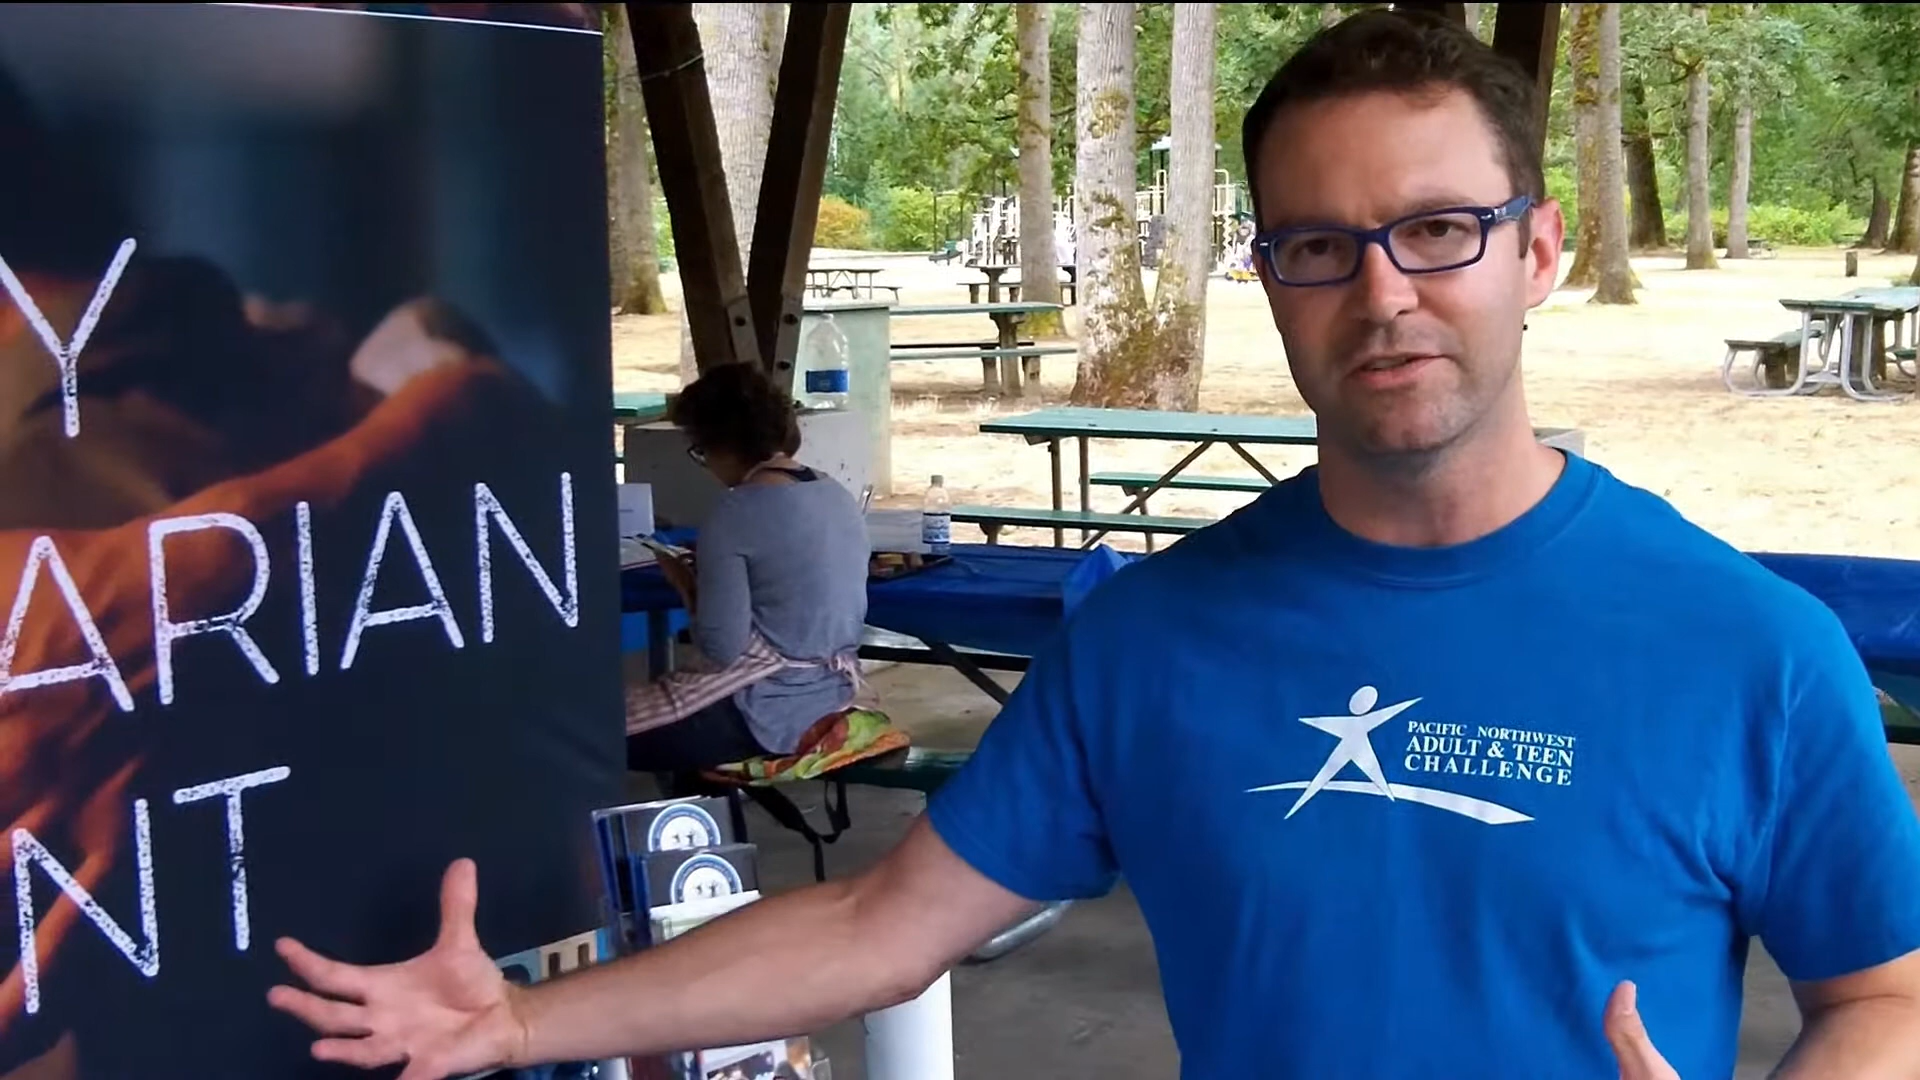 Y
ARIAN
NT
PACIFIC NORTHWEST
ADULT & TEEN
CHALLENGE